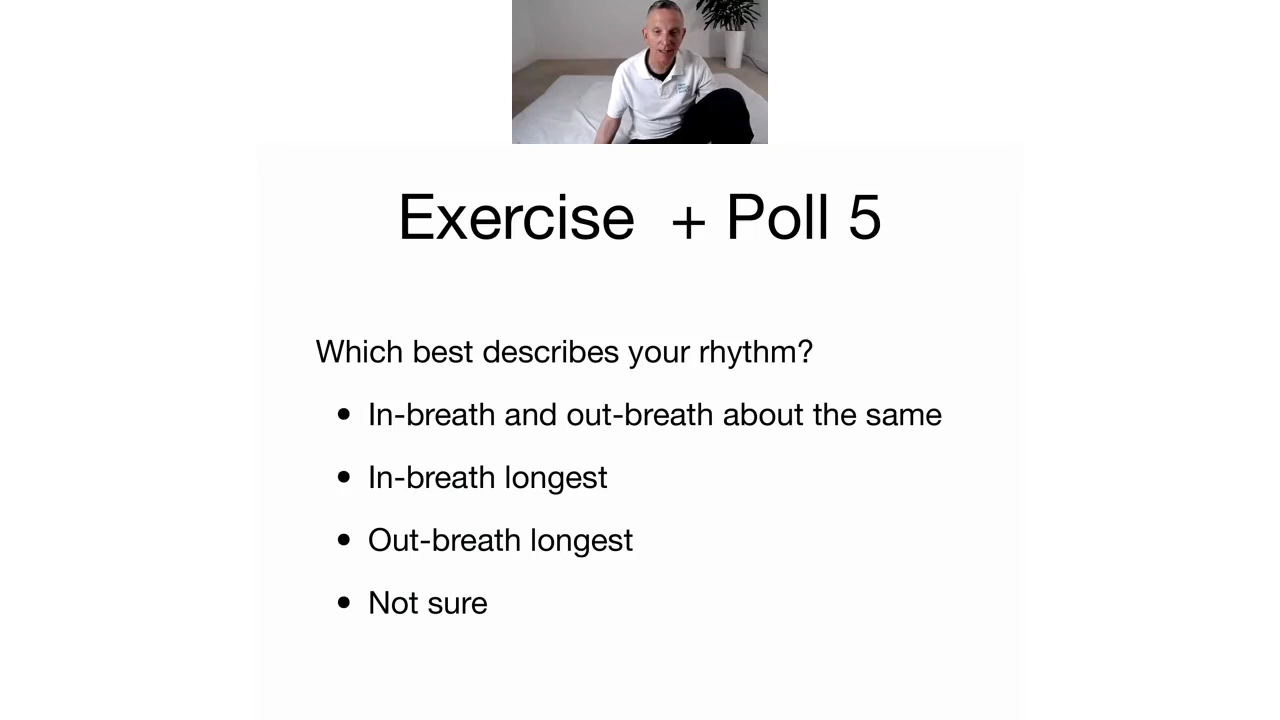 Exercise + Poll 5
Which best describes your rhythm?
• In-breath and out-breath about the same
• In-breath longest
• Out-breath longest
• Not sure